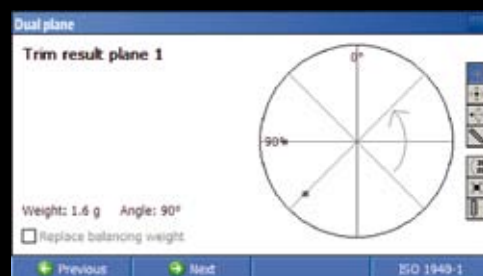 Dual plane
Trim result plane 1
0°
90°
Weight: 1.6 g Angle: 90°
Replace balancing weight
Previous Next ISO 1940-1